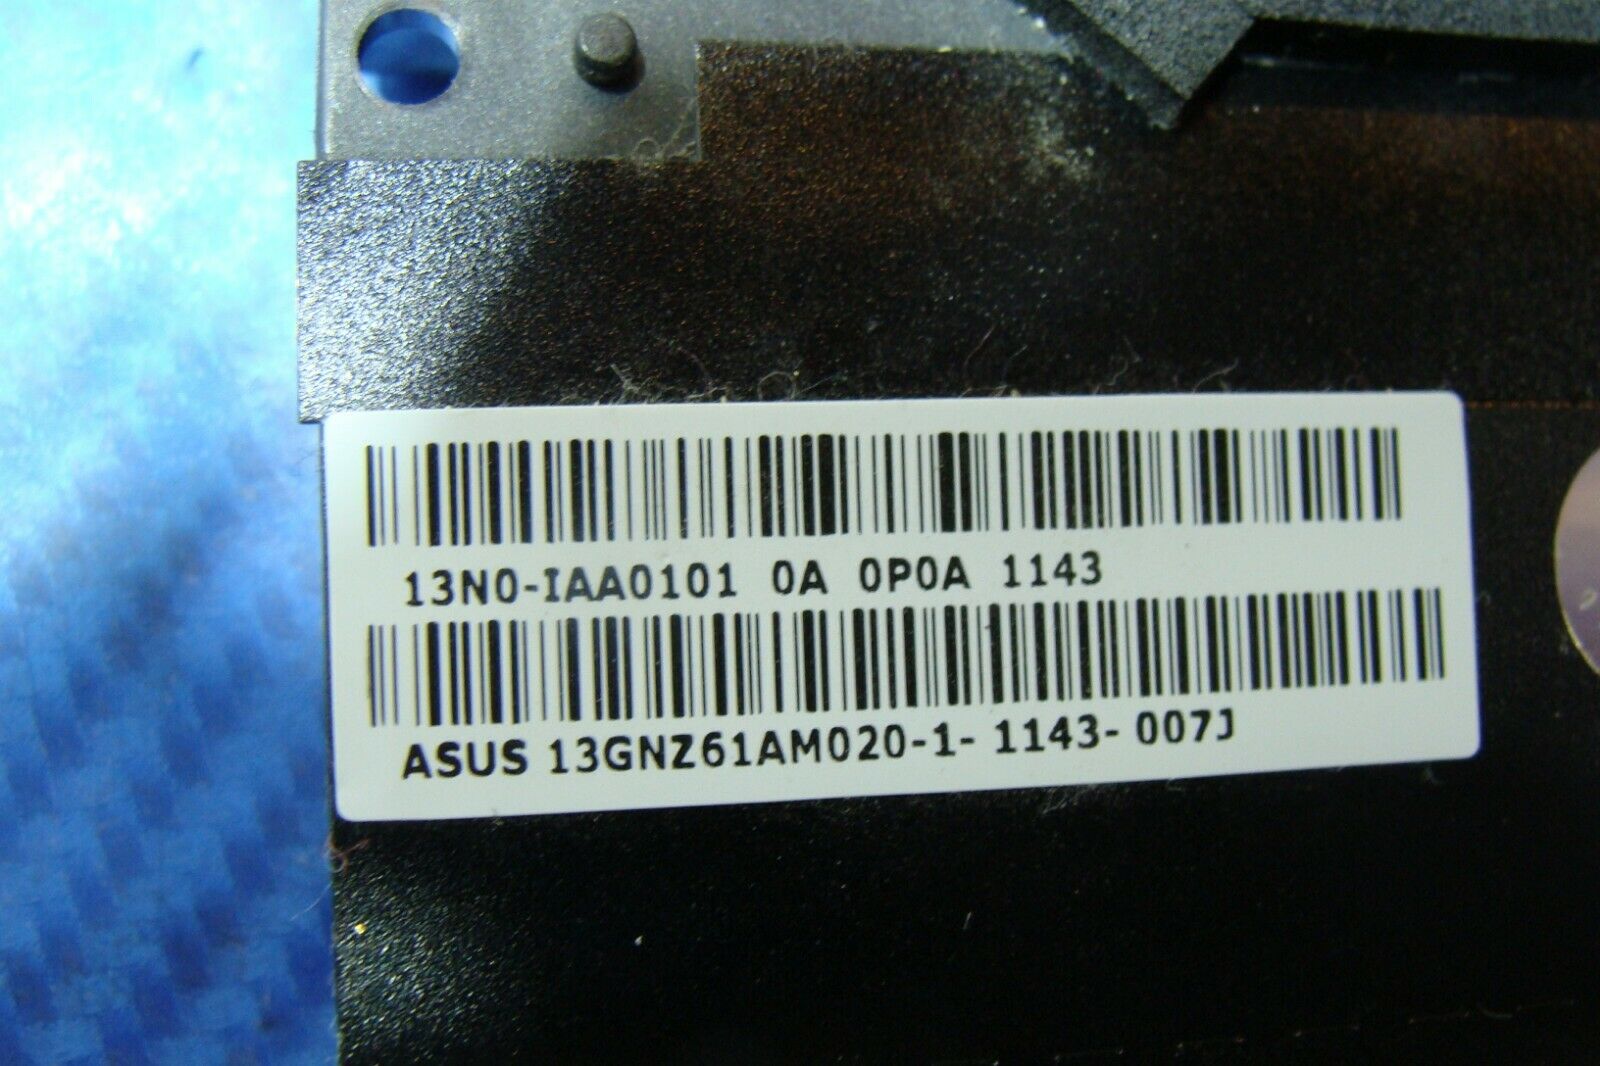 13N0-IAA0101 0A 0P0A 1143
ASUS 13GNZ61AM020-1- 1143- 007J